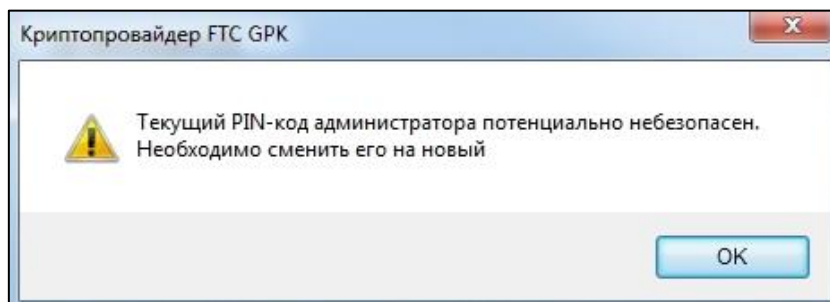 Криптопровайдер FTC GPK
Текущий PIN-код администратора потенциально небезопасен.
Необходимо сменить его на новый
OK